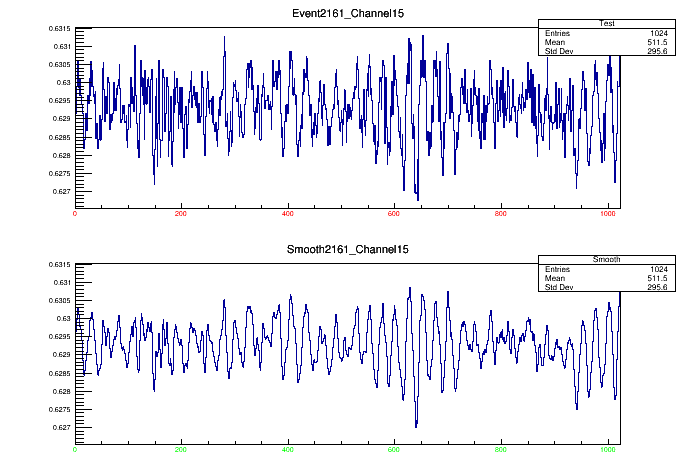 Event2161_Channel15
Test
Entries 1024
Mean 511.5
Std Dev 295.6
0.6315
0.631
0.6305
0.63
0.6295
0.629
0.6285
0.628
0.6275
0.627
0 200 400 600 800 1000
Smooth2161_Channel15
Smooth
Entries 1024
Mean 511.5
Std Dev 295.6
0.6315
0.631
0.6305
0.63
0.6295
0.629
0.6285
0.628
0.6275
0.627
0.6265
0 200 400 600 800 1000